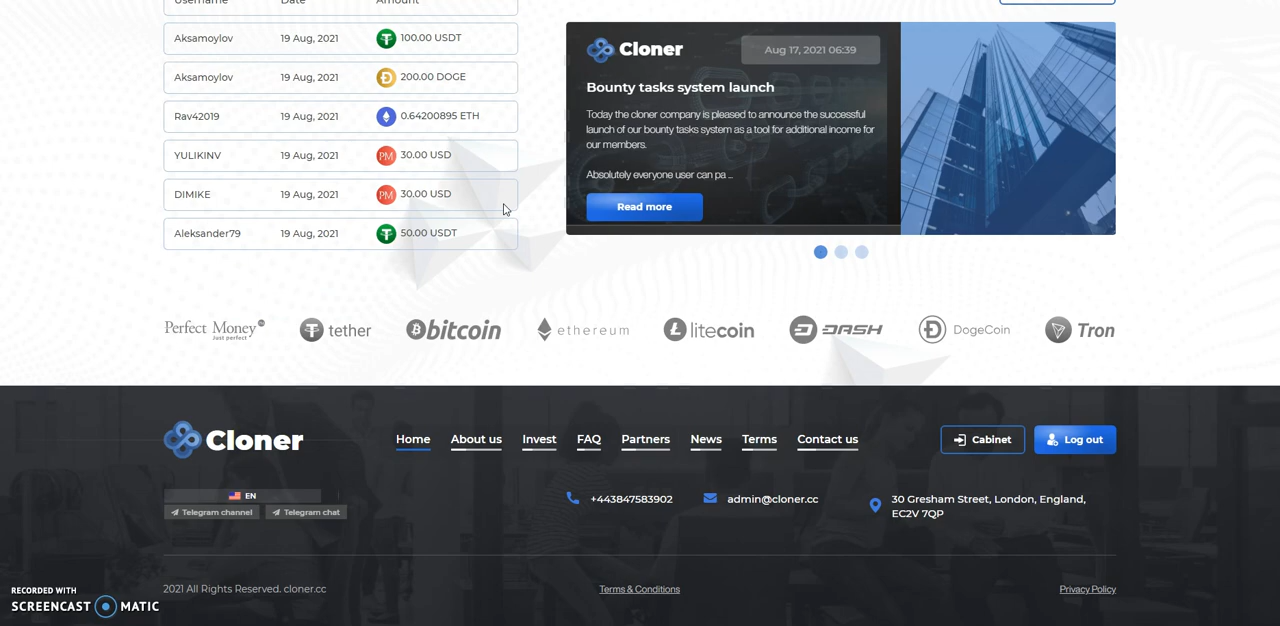 Username Date Amount
Aksamoylov 19 Aug, 2021 100.00 USDT
Aksamoylov 19 Aug, 2021 200.00 DOGE
Rav42019 19 Aug, 2021 0.64200895 ETH
YULIKINV 19 Aug, 2021 PM 30.00 USD
DIMIKE 19 Aug, 2021 PM 30.00 USD
Aleksander79 19 Aug, 2021 50.00 USDT
Cloner Aug 17, 2021 06:39
Bounty tasks system launch
Today the cloner company is pleased to announce the successful
launch of our bounty tasks system as a tool for additional income for
our members.
Absolutely everyone user can pa ...
Read more
Perfect Money tether bitcoin ethereum litecoin DASH DogeCoin Tron
Just perfect
Cloner Home About us Invest FAQ Partners News Terms Contact us Cabinet Log out
EN
Telegram channel Telegram chat
+443847583902 admin@cloner.cc 30 Gresham Street, London, England,
EC2V 7QP
2021 All Rights Reserved. cloner.cc Terms & Conditions Privacy Policy
RECORDED WITH
SCREENCAST MATIC